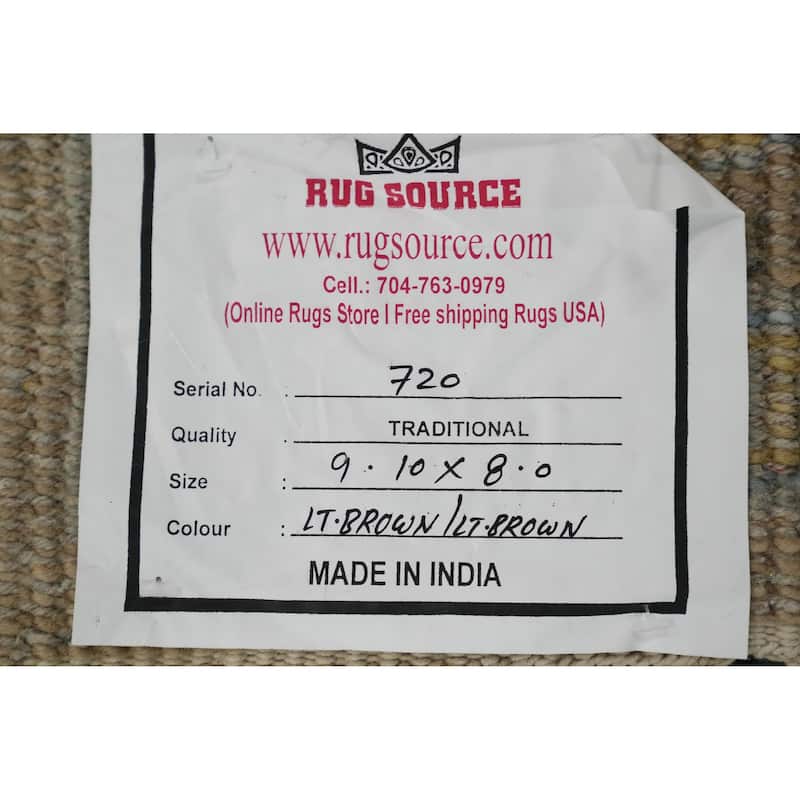 RUG SOURCE
www.rugsource.com
Cell.: 704-763-0979
(Online Rugs Store | Free shipping Rugs USA)
Serial No. : 720
Quality : TRADITIONAL
Size : 9.10 X 8.0
Colour : LT.BROWN/LT.BROWN
MADE IN INDIA